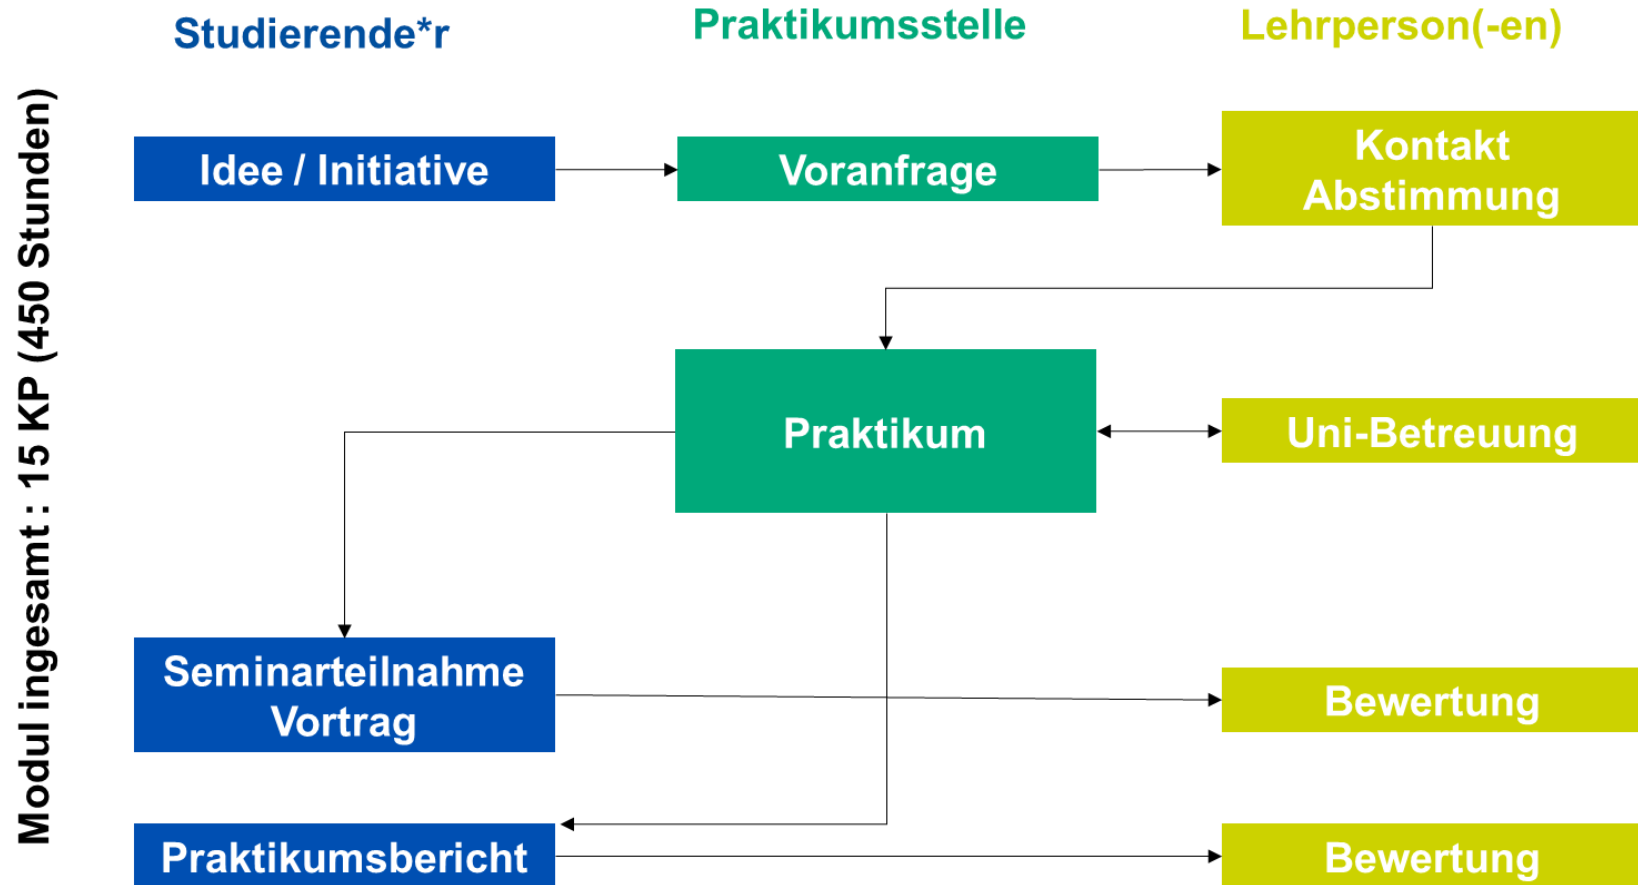 Studierende*r
Praktikumsstelle
Lehrperson(-en)
Modul ingesamt : 15 KP (450 Stunden)
Idee / Initiative
Voranfrage
Kontakt
Abstimmung
Praktikum
Uni-Betreuung
Seminarteilnahme
Vortrag
Bewertung
Praktikumsbericht
Bewertung